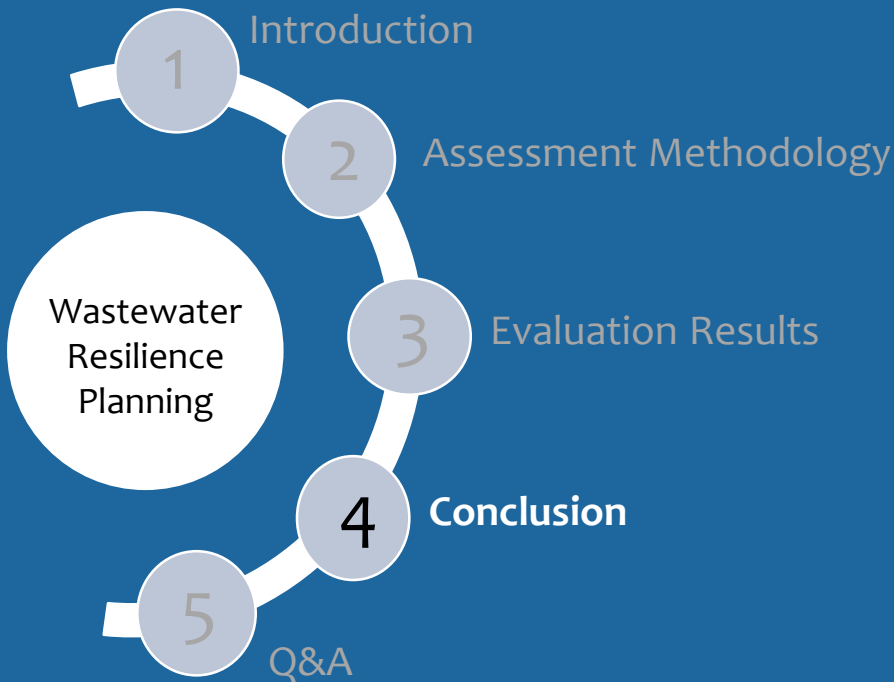 1
Introduction
2
Assessment Methodology
Wastewater
Resilience
Planning
3
Evaluation Results
4
Conclusion
5
Q&A